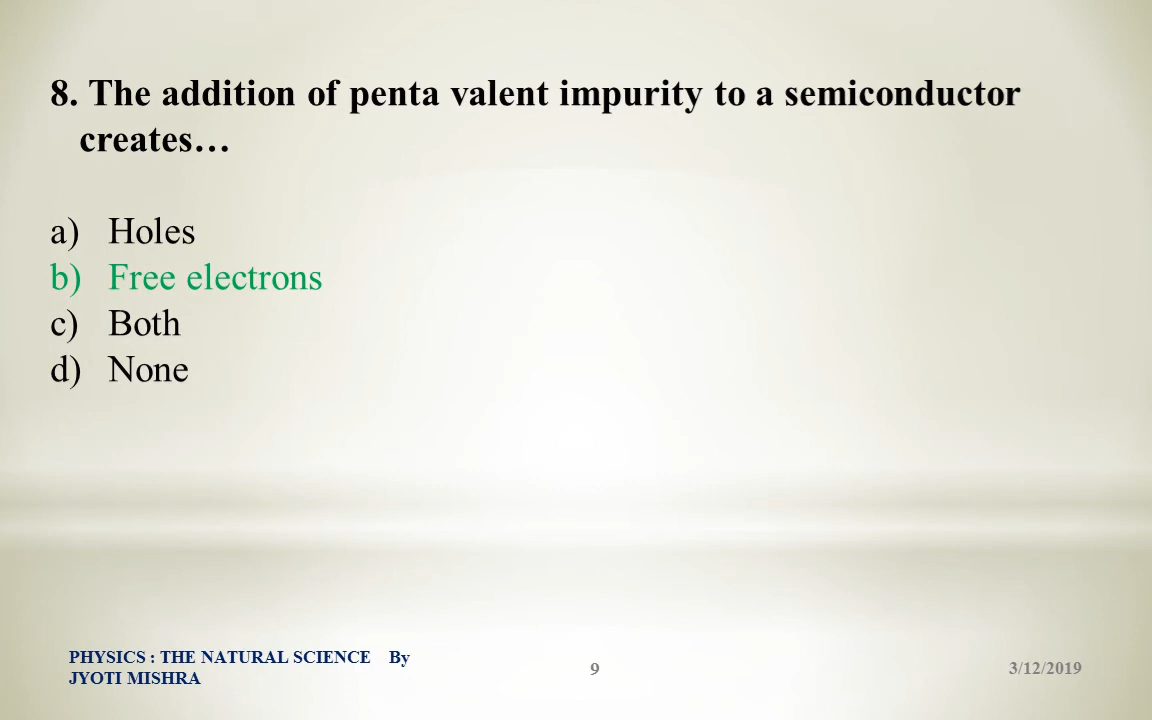 8. The addition of penta valent impurity to a semiconductor
creates…
a) Holes
b) Free electrons
c) Both
d) None
PHYSICS : THE NATURAL SCIENCE By
JYOTI MISHRA
9
3/12/2019